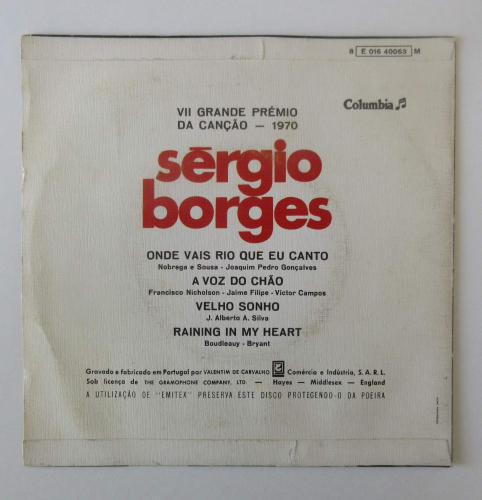 8 E 016 40063 M
VII GRANDE PRÉMIO
DA CANÇÃO — 1970
Columbia
sérgio
borges
ONDE VAIS RIO QUE EU CANTO
Nobrega e Sousa - Joaquim Pedro Gonçalves
A VOZ DO CHÃO
Francisco Nicholson - Jaime Filipe - Victor Campos
VELHO SONHO
J. Alberto A. Silva
RAINING IN MY HEART
Boudleauy - Bryant
Gravado e fabricado em Portugal por VALENTIM DE CARVALHO Comércio e Indústria, S. A. R. L.
Sob licença de THE GRAMOPHONE COMPANY, LTD. — Hayes — Middlesex — England
A UTILIZAÇÃO DE "EMITEX" PRESERVA ESTE DISCO PROTEGENDO-O DA POEIRA